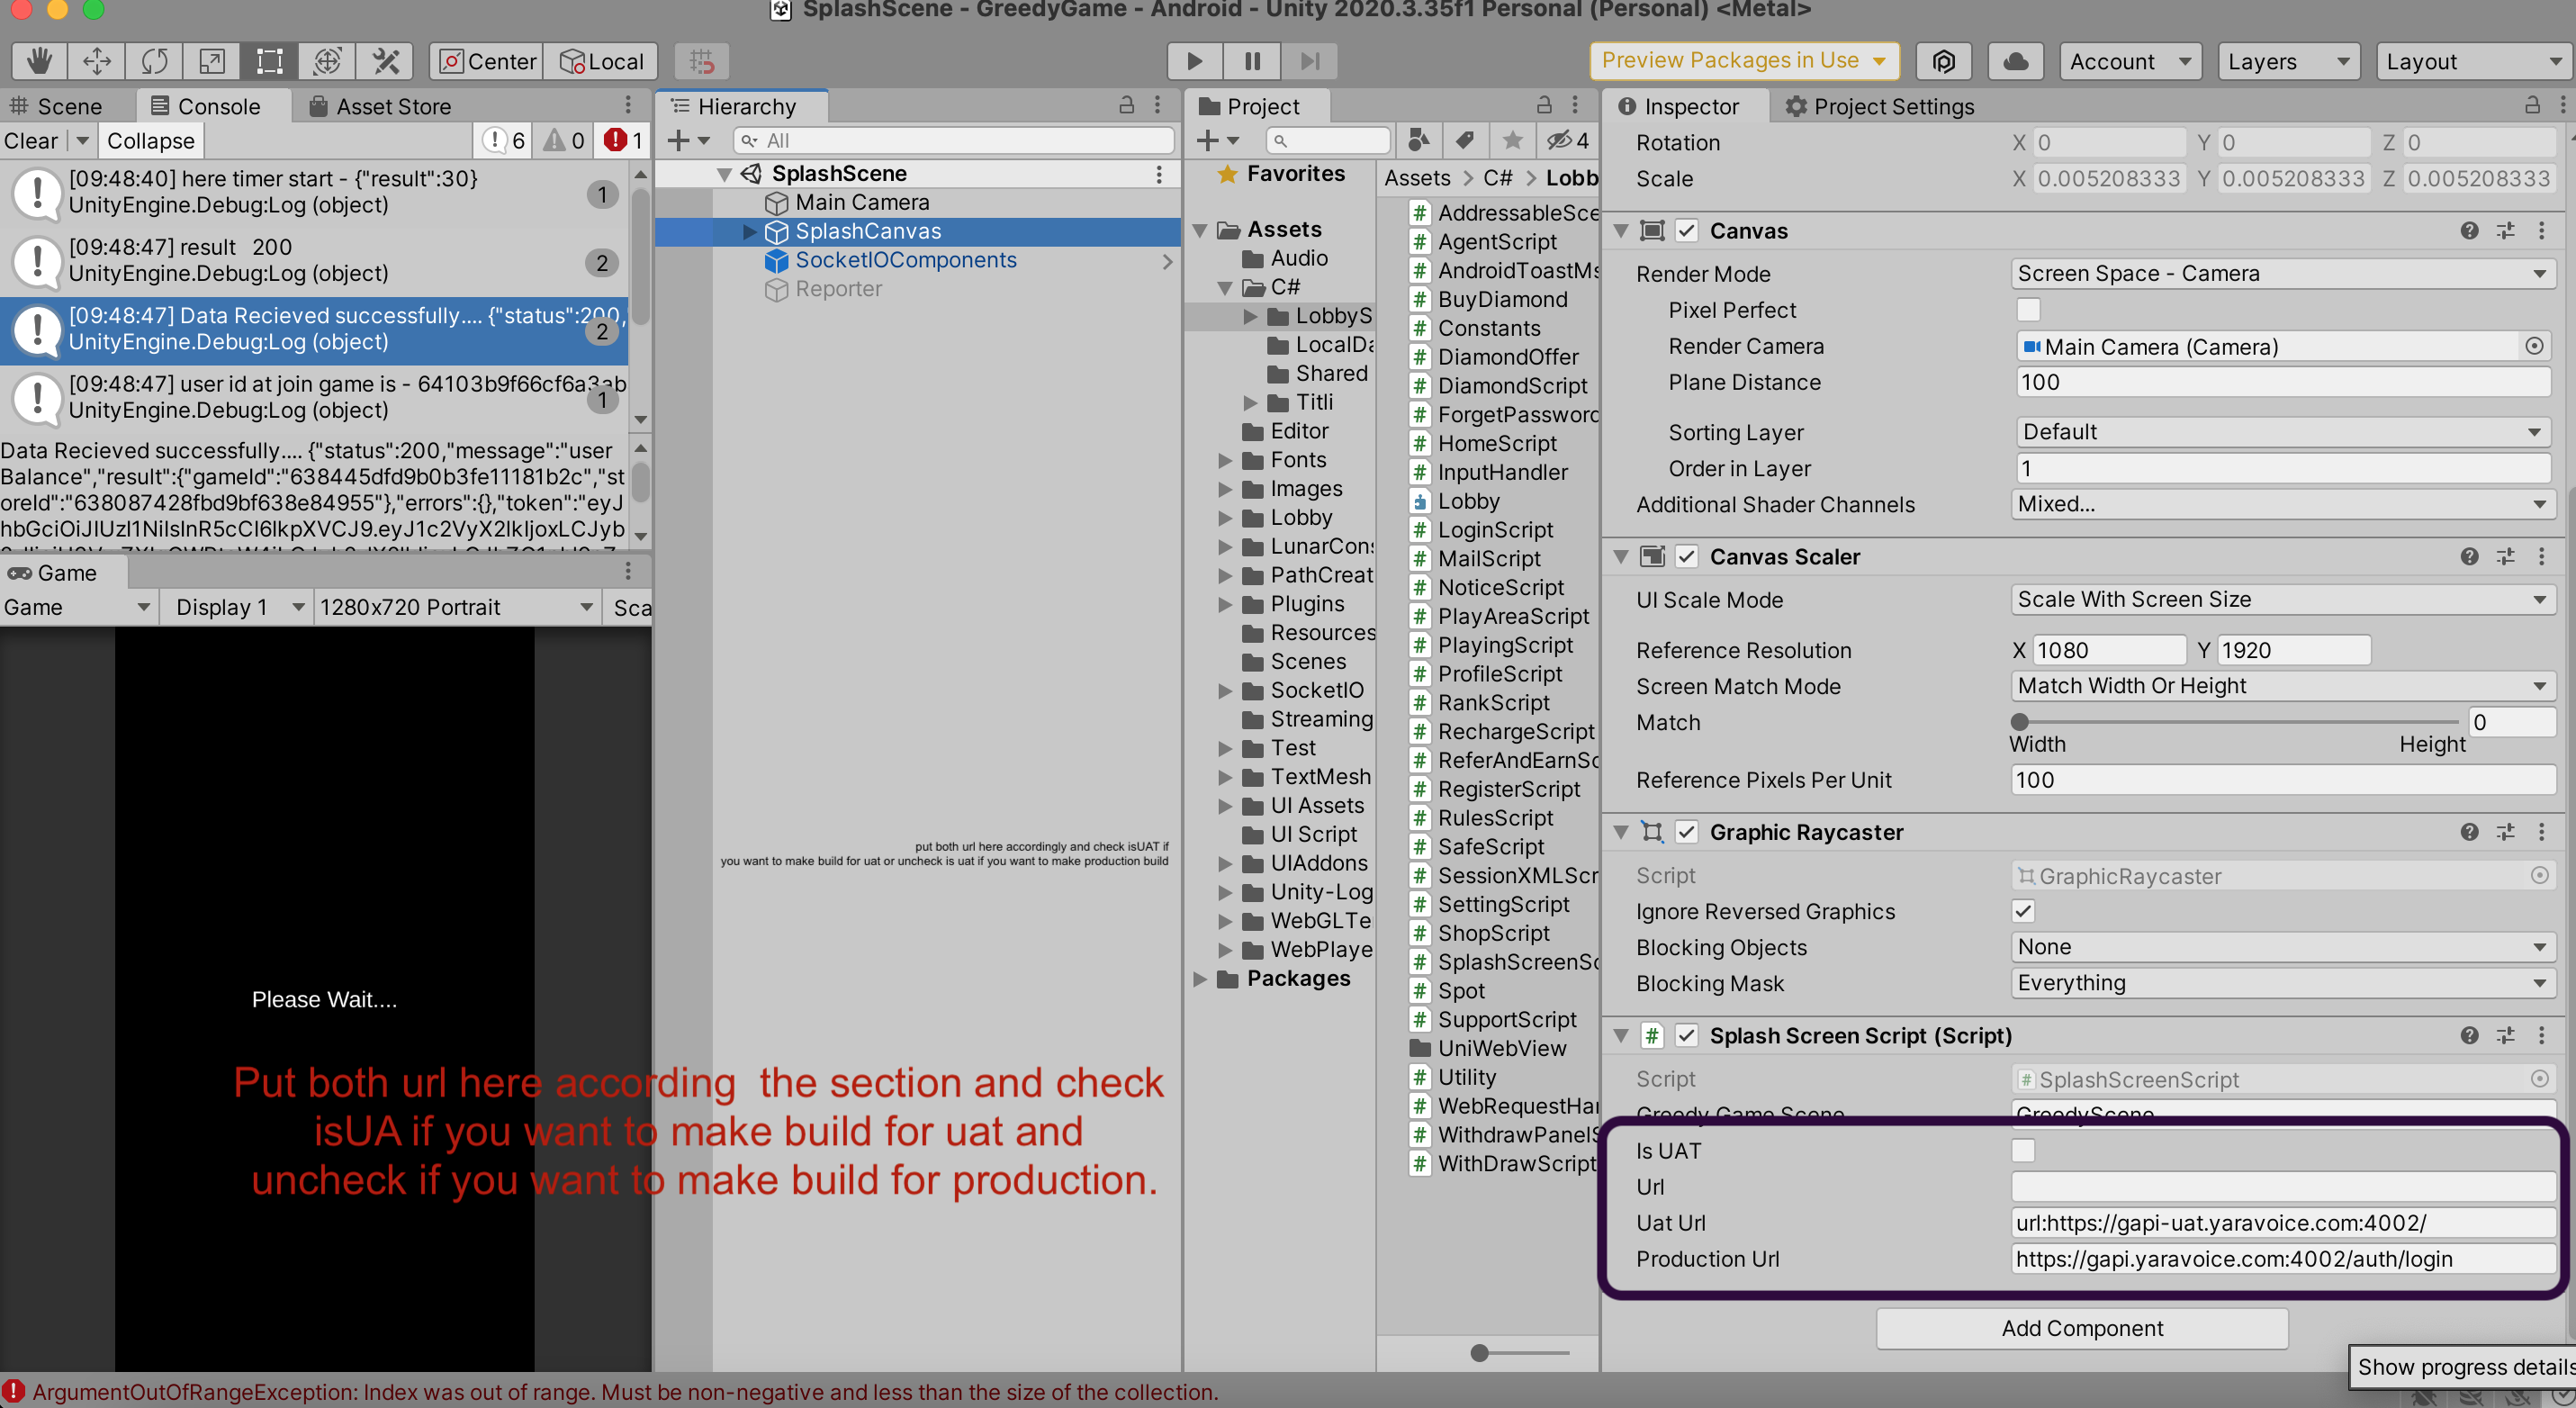 SplashScene - GreedyGame - Android - Unity 2020.3.35f1 Personal (Personal) <Metal>
Center
Local
Preview Packages in Use
Account
Layers
Layout
Scene
Console
Asset Store
Clear
Collapse
6
0
1
[09:48:40] here timer start - {"result":30}
UnityEngine.Debug:Log (object)
1
[09:48:47] result 200
UnityEngine.Debug:Log (object)
2
[09:48:47] Data Recieved successfully.... {"status":200,
UnityEngine.Debug:Log (object)
2
[09:48:47] user id at join game is - 64103b9f66cf6a3ab
UnityEngine.Debug:Log (object)
1
Data Recieved successfully.... {"status":200,"message":"user
Balance","result":{"gameId":"638445dfd9b0b3fe11181b2c","st
oreId":"638087428fbd9bf638e84955"},"errors":{},"token":"eyJ
Game
Game
Display 1
1280x720 Portrait
Sca
Please Wait....
Hierarchy
All
SplashScene
Main Camera
SplashCanvas
SocketIOComponents
Reporter
put both url here accordingly and check isUAT if
you want to make build for uat or uncheck is uat if you want to make production build
Put both url here according the section and check
isUA if you want to make build for uat and
uncheck if you want to make build for production.
Project
4
Favorites
Assets
Audio
C#
LobbyS
LocalDa
Shared
Titli
Editor
Fonts
Images
Lobby
LunarCons
PathCreat
Plugins
Resources
Scenes
SocketIO
Streaming
Test
TextMesh
UI Assets
UI Script
UIAddons
Unity-Log
WebGLTe
WebPlaye
Packages
Assets > C# > Lobb
AddressableSce
AgentScript
AndroidToastMs
BuyDiamond
Constants
DiamondOffer
DiamondScript
ForgetPassword
HomeScript
InputHandler
Lobby
LoginScript
MailScript
NoticeScript
PlayAreaScript
PlayingScript
ProfileScript
RankScript
RechargeScript
ReferAndEarnSc
RegisterScript
RulesScript
SafeScript
SessionXMLScr
SettingScript
ShopScript
SplashScreenSc
Spot
SupportScript
UniWebView
Utility
WebRequestHar
WithdrawPanelS
WithDrawScript
Inspector
Project Settings
Rotation X 0 Y 0 Z 0
Scale X 0.005208333 Y 0.005208333 Z 0.005208333
Canvas
Render Mode Screen Space - Camera
Pixel Perfect
Render Camera Main Camera (Camera)
Plane Distance 100
Sorting Layer Default
Order in Layer 1
Additional Shader Channels Mixed...
Canvas Scaler
UI Scale Mode Scale With Screen Size
Reference Resolution X 1080 Y 1920
Screen Match Mode Match Width Or Height
Match 0
Width Height
Reference Pixels Per Unit 100
Graphic Raycaster
Script GraphicRaycaster
Ignore Reversed Graphics
Blocking Objects None
Blocking Mask Everything
Splash Screen Script (Script)
Script SplashScreenScript
Greedy Game Scene GreedyScene
Is UAT
Url
Uat Url url:https://gapi-uat.yaravoice.com:4002/
Production Url https://gapi.yaravoice.com:4002/auth/login
Add Component
Show progress details
ArgumentOutOfRangeException: Index was out of range. Must be non-negative and less than the size of the collection.